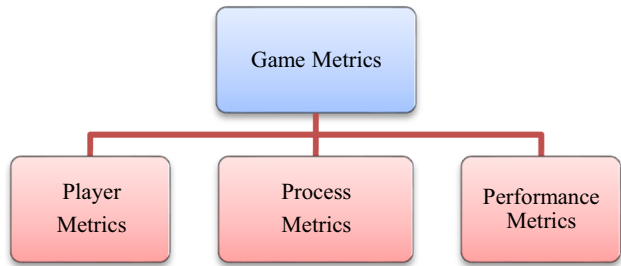 Game Metrics
Player
Metrics
Process
Metrics
Performance
Metrics